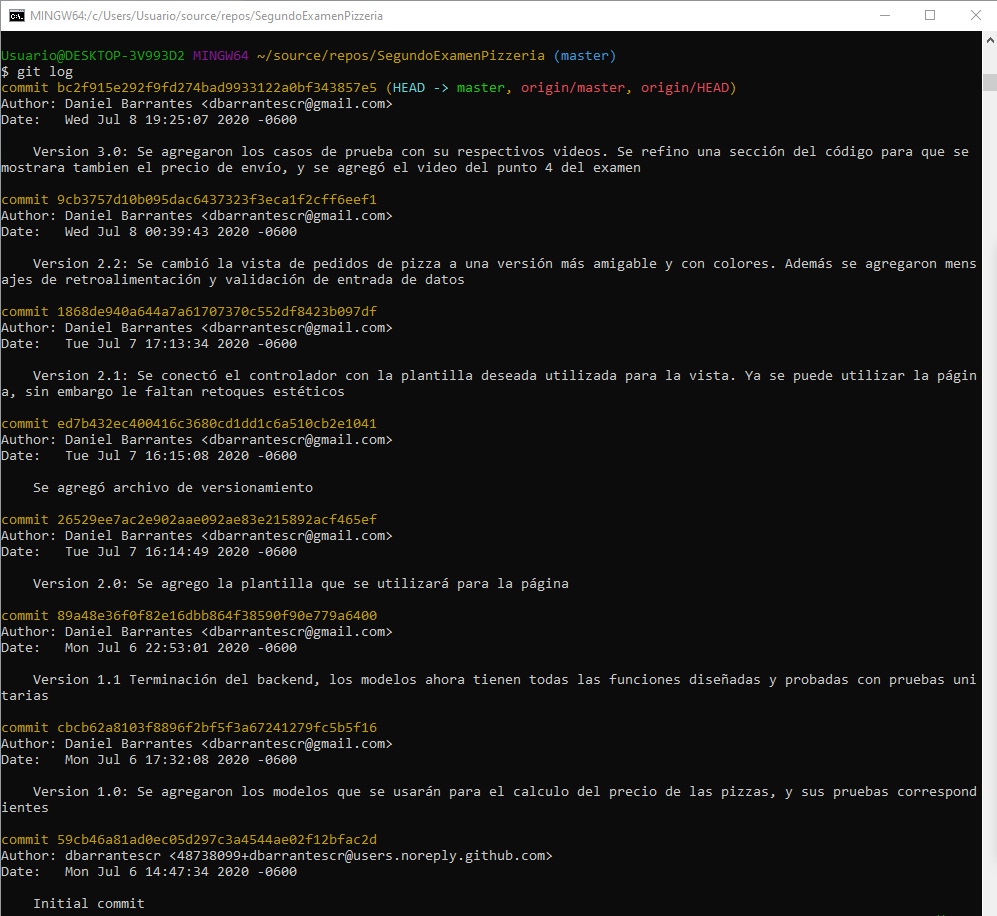 MINGW64:/c/Users/Usuario/source/repos/SegundoExamenPizzeria
Usuario@DESKTOP-3V993D2 MINGW64 ~/source/repos/SegundoExamenPizzeria (master)
$ git log
commit bc2f915e292f9fd274bad9933122a0bf343857e5 (HEAD -> master, origin/master, origin/HEAD)
Author: Daniel Barrantes <dbarrantescr@gmail.com>
Date:   Wed Jul 8 19:25:07 2020 -0600
Version 3.0: Se agregaron los casos de prueba con su respectivos videos. Se refino una sección del código para que se
mostrara tambien el precio de envío, y se agregó el video del punto 4 del examen
commit 9cb3757d10b095dac6437323f3eca1f2cff6eef1
Author: Daniel Barrantes <dbarrantescr@gmail.com>
Date:   Wed Jul 8 00:39:43 2020 -0600
Version 2.2: Se cambió la vista de pedidos de pizza a una versión más amigable y con colores. Además se agregaron mens
ajes de retroalimentación y validación de entrada de datos
commit 1868de940a644a7a61707370c552df8423b097df
Author: Daniel Barrantes <dbarrantescr@gmail.com>
Date:   Tue Jul 7 17:13:34 2020 -0600
Version 2.1: Se conectó el controlador con la plantilla deseada utilizada para la vista. Ya se puede utilizar la págin
a, sin embargo le faltan retoques estéticos
commit ed7b432ec400416c3680cd1dd1c6a510cb2e1041
Author: Daniel Barrantes <dbarrantescr@gmail.com>
Date:   Tue Jul 7 16:15:08 2020 -0600
Se agregó archivo de versionamiento
commit 26529ee7ac2e902aae092ae83e215892acf465ef
Author: Daniel Barrantes <dbarrantescr@gmail.com>
Date:   Tue Jul 7 16:14:49 2020 -0600
Version 2.0: Se agrego la plantilla que se utilizará para la página
commit 89a48e36f0f82e16dbb864f38590f90e779a6400
Author: Daniel Barrantes <dbarrantescr@gmail.com>
Date:   Mon Jul 6 22:53:01 2020 -0600
Version 1.1 Terminación del backend, los modelos ahora tienen todas las funciones diseñadas y probadas con pruebas uni
tarias
commit cbcb62a8103f8896f2bf5f3a67241279fc5b5f16
Author: Daniel Barrantes <dbarrantescr@gmail.com>
Date:   Mon Jul 6 17:32:08 2020 -0600
Version 1.0: Se agregaron los modelos que se usarán para el calculo del precio de las pizzas, y sus pruebas correspond
ientes
commit 59cb46a81ad0ec05d297c3a4544ae02f12bfac2d
Author: dbarrantescr <48738099+dbarrantescr@users.noreply.github.com>
Date:   Mon Jul 6 14:47:34 2020 -0600
Initial commit